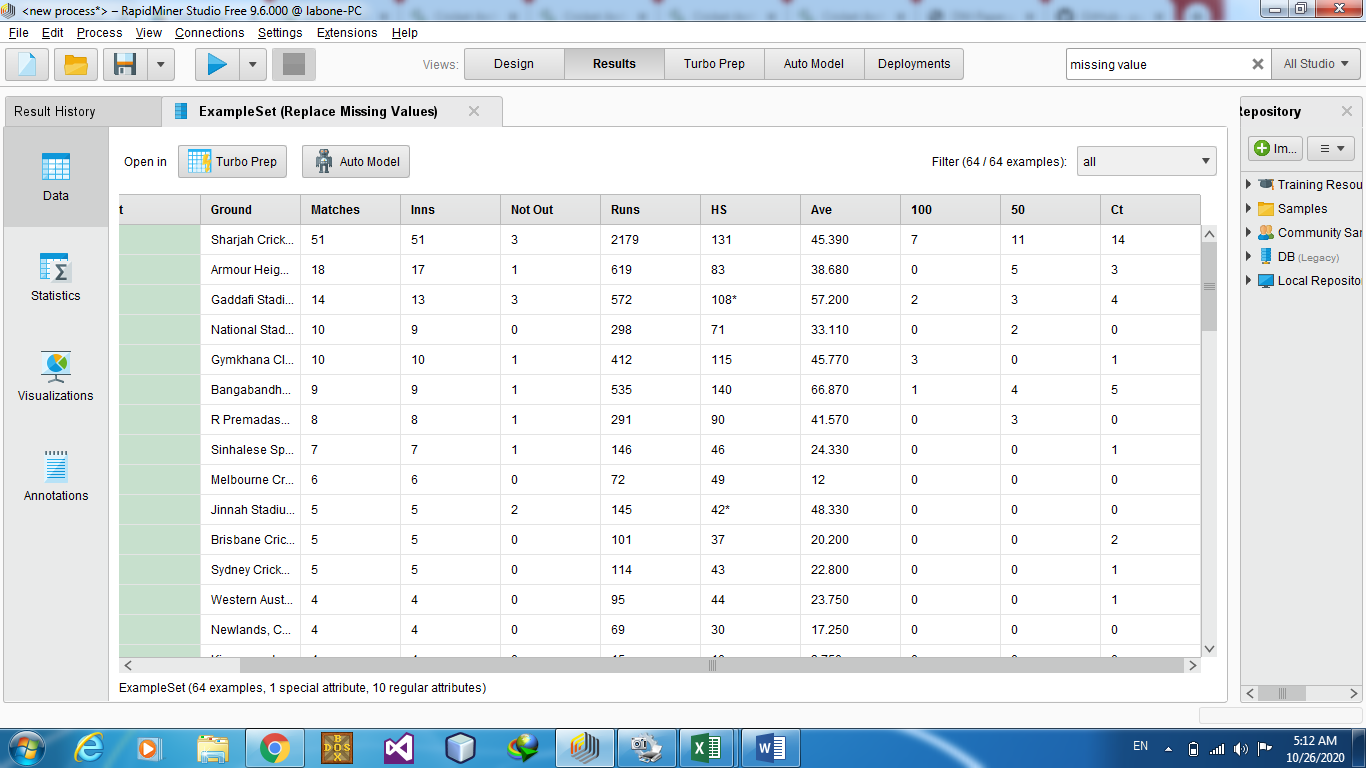 <new process*> – RapidMiner Studio Free 9.6.000 @ labone-PC
File Edit Process View Connections Settings Extensions Help
Views: Design Results Turbo Prep Auto Model Deployments missing value All Studio
Result History ExampleSet (Replace Missing Values) Repository
Open in Turbo Prep Auto Model Filter (64 / 64 examples): all Im...
Data
Statistics
Visualizations
Annotations
t Ground Matches Inns Not Out Runs HS Ave 100 50 Ct
Sharjah Crick... 51 51 3 2179 131 45.390 7 11 14
Armour Heig... 18 17 1 619 83 38.680 0 5 3
Gaddafi Stadi... 14 13 3 572 108* 57.200 2 3 4
National Stad... 10 9 0 298 71 33.110 0 2 0
Gymkhana Cl... 10 10 1 412 115 45.770 3 0 1
Bangabandh... 9 9 1 535 140 66.870 1 4 5
R Premadas... 8 8 1 291 90 41.570 0 3 0
Sinhalese Sp... 7 7 1 146 46 24.330 0 0 1
Melbourne Cr... 6 6 0 72 49 12 0 0 0
Jinnah Stadiu... 5 5 2 145 42* 48.330 0 0 0
Brisbane Cric... 5 5 0 101 37 20.200 0 0 2
Sydney Crick... 5 5 0 114 43 22.800 0 0 1
Western Aust... 4 4 0 95 44 23.750 0 0 1
Newlands, C... 4 4 0 69 30 17.250 0 0 0
ExampleSet (64 examples, 1 special attribute, 10 regular attributes)
Training Resou
Samples
Community Sar
DB (Legacy)
Local Reposito
BOX
DOS
EN
5:12 AM
10/26/2020